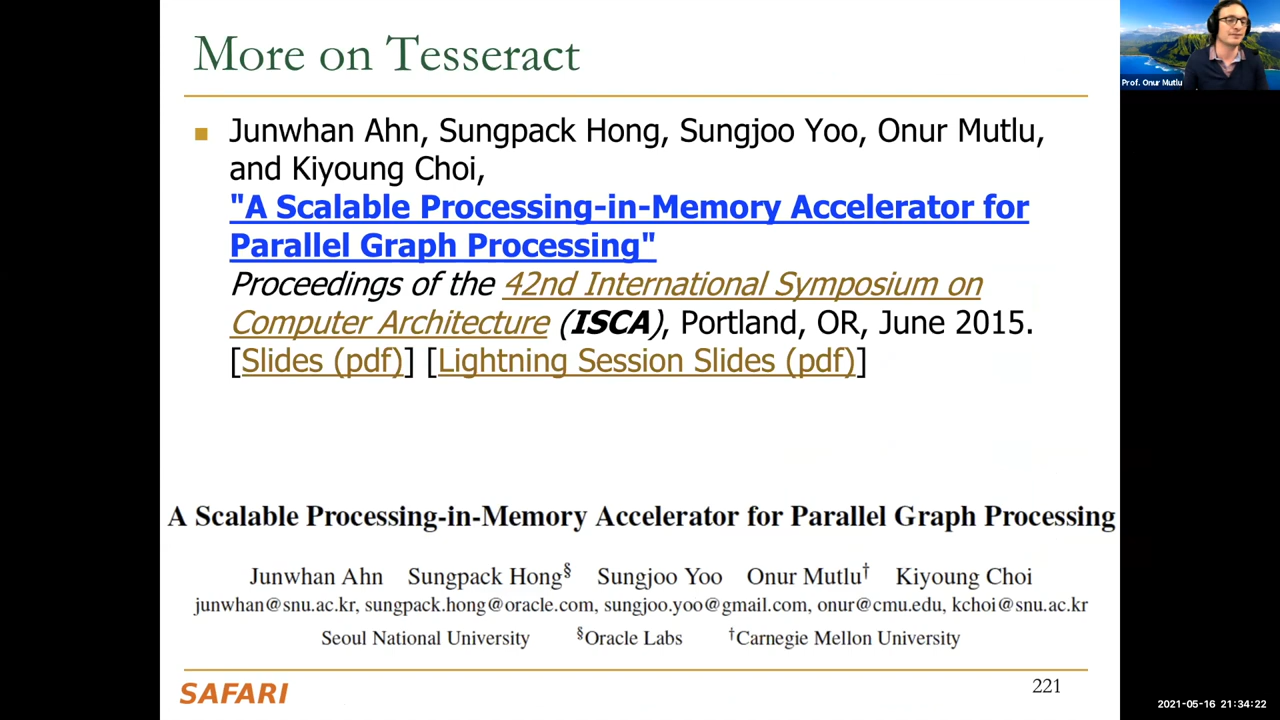 More on Tesseract
Prof. Onur Mutlu
■ Junwhan Ahn, Sungpack Hong, Sungjoo Yoo, Onur Mutlu,
and Kiyoung Choi,
"A Scalable Processing-in-Memory Accelerator for
Parallel Graph Processing"
Proceedings of the 42nd International Symposium on
Computer Architecture (ISCA), Portland, OR, June 2015.
[Slides (pdf)] [Lightning Session Slides (pdf)]
A Scalable Processing-in-Memory Accelerator for Parallel Graph Processing
Junwhan Ahn Sungpack Hong§ Sungjoo Yoo Onur Mutlu† Kiyoung Choi
junwhan@snu.ac.kr, sungpack.hong@oracle.com, sungjoo.yoo@gmail.com, onur@cmu.edu, kchoi@snu.ac.kr
Seoul National University §Oracle Labs †Carnegie Mellon University
SAFARI
221
2021-05-16 21:34:22